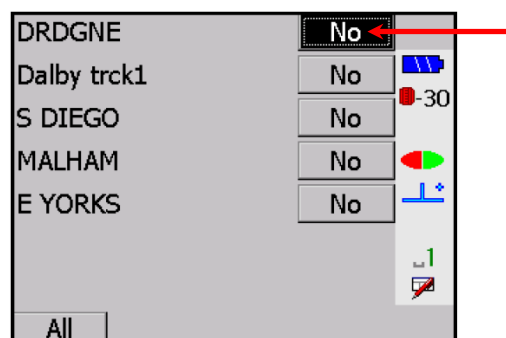 DRDGNE No
Dalby trck1 No
-30
S DIEGO No
MALHAM No
E YORKS No
1
All